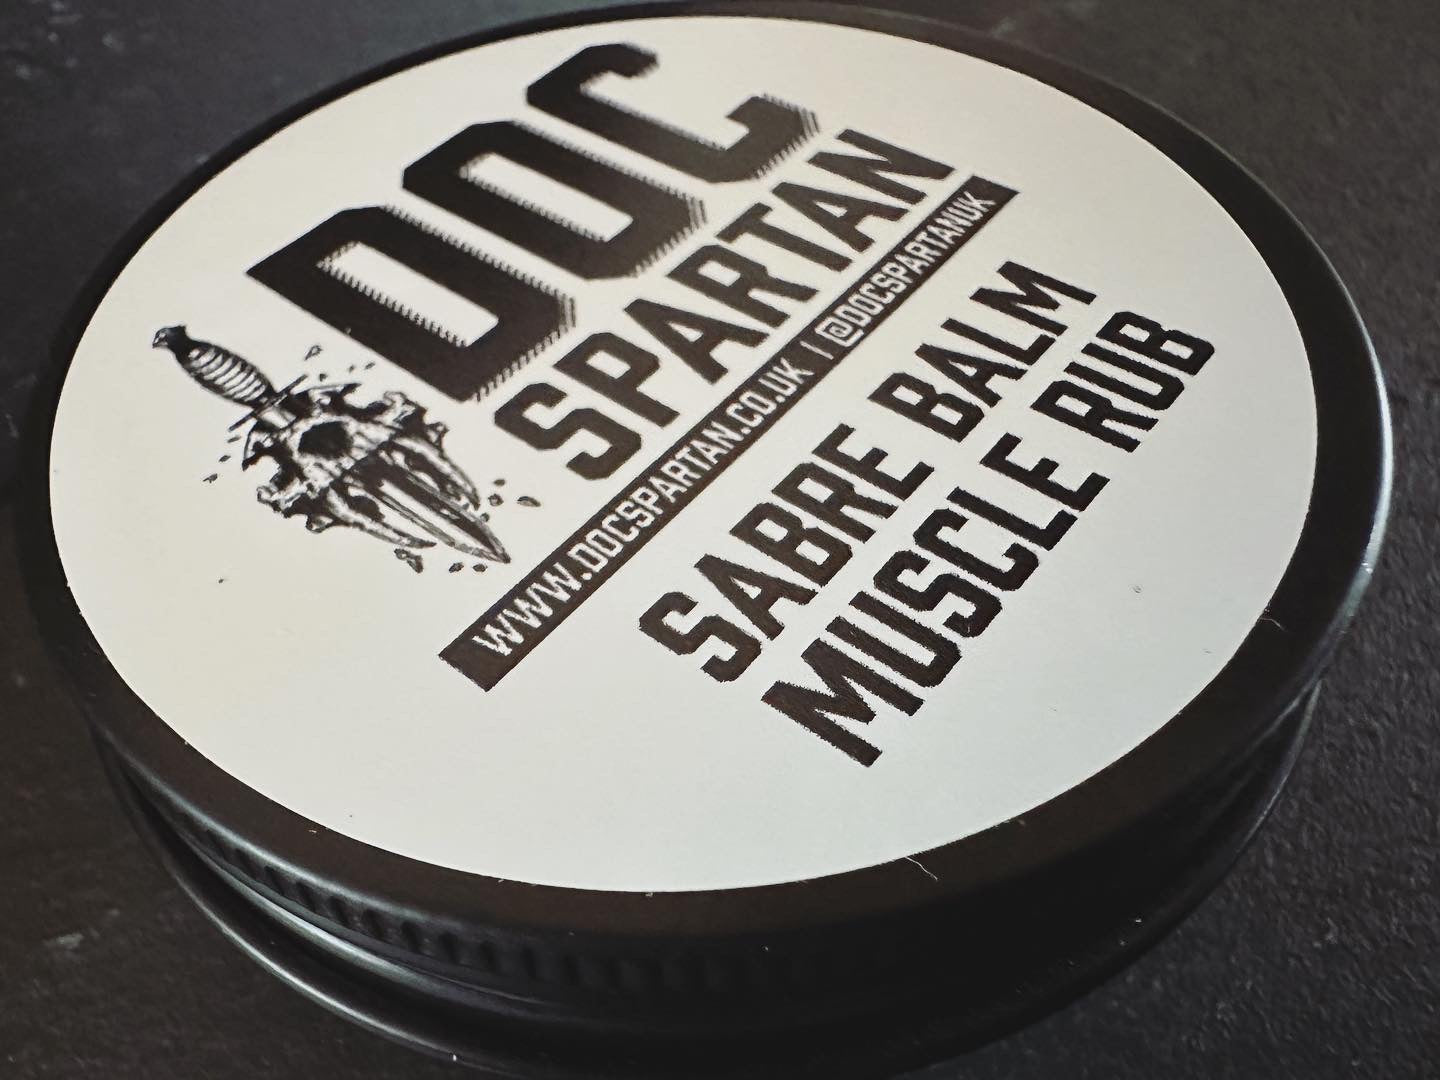 DOC
SPARTAN
WWW.DOCSPARTAN.CO.UK | @DOCSPARTANUK
SABRE BALM
MUSCLE RUB